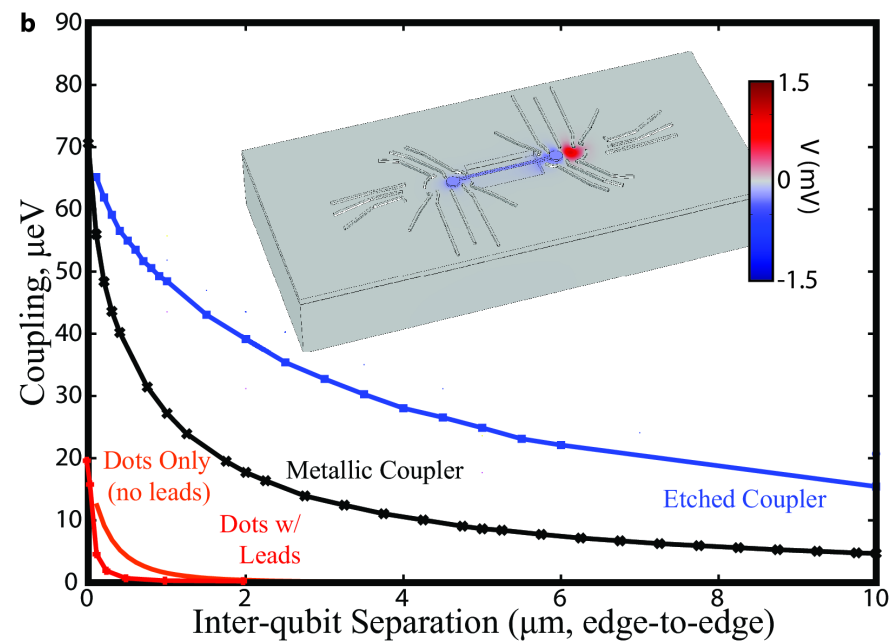 b
90
80
70
60
50
40
30
20
10
0
Coupling, μeV
1.5
0
-1.5
V (mV)
Dots Only
(no leads)
Metallic Coupler
Dots w/
Leads
Etched Coupler
0
2
4
6
8
10
Inter-qubit Separation (μm, edge-to-edge)